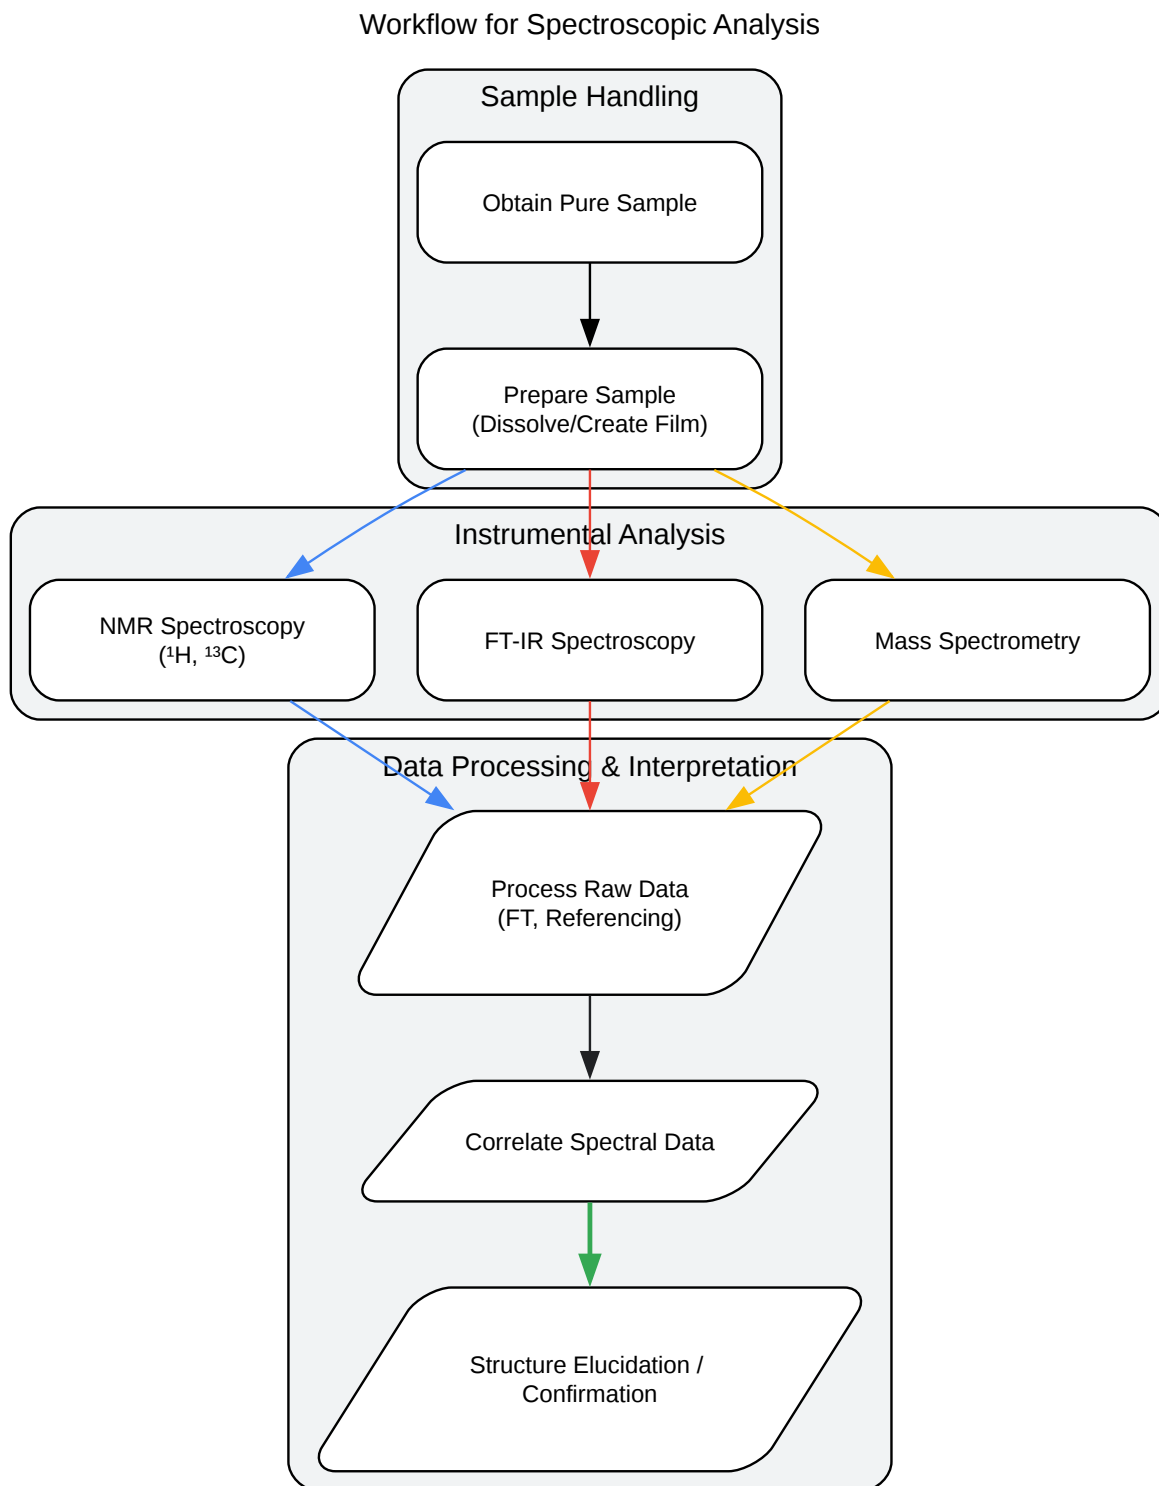 Workflow for Spectroscopic Analysis
Sample Handling
Obtain Pure Sample
Prepare Sample
(Dissolve/Create Film)
Instrumental Analysis
NMR Spectroscopy
(¹H, ¹³C)
FT-IR Spectroscopy
Mass Spectrometry
Data Processing & Interpretation
Process Raw Data
(FT, Referencing)
Correlate Spectral Data
Structure Elucidation /
Confirmation